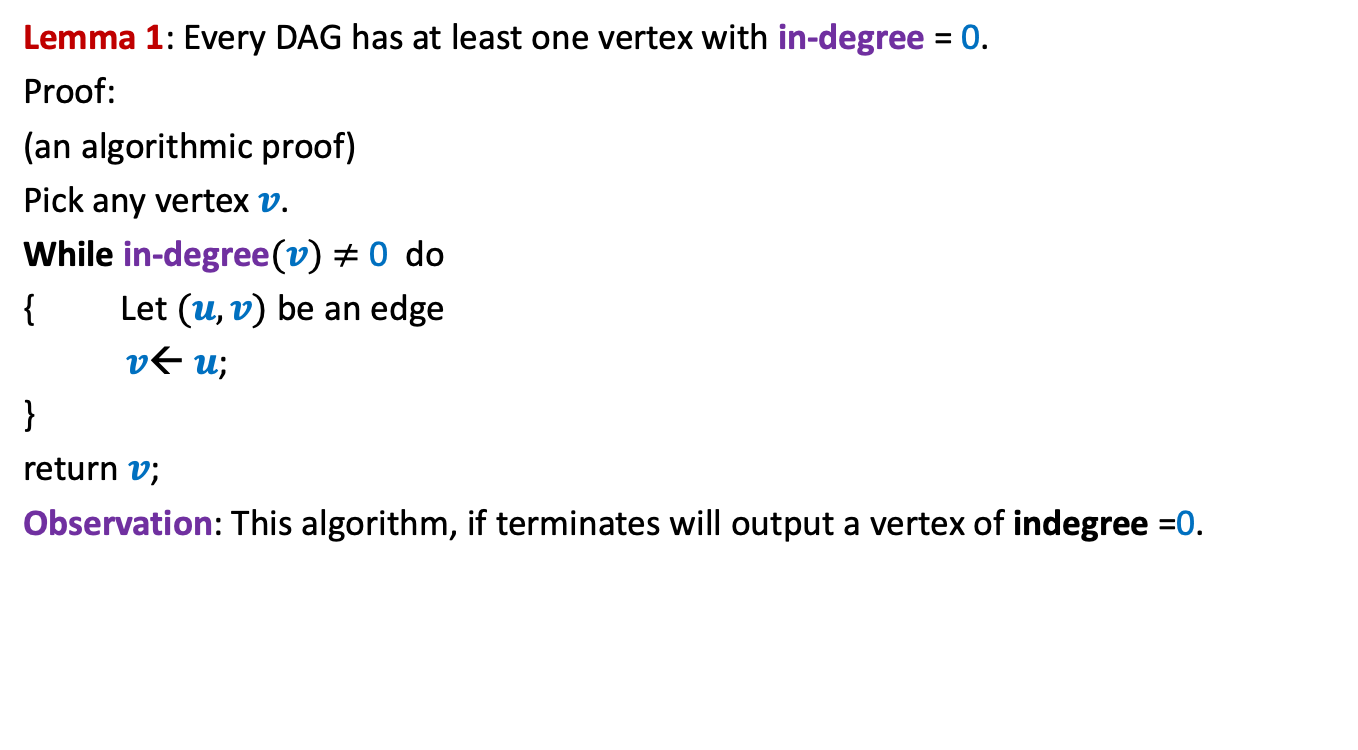 Lemma 1: Every DAG has at least one vertex with in-degree = 0.
Proof:
(an algorithmic proof)
Pick any vertex v.
While in-degree(v) ≠ 0 do
{ Let (u, v) be an edge
v← u;
}
return v;
Observation: This algorithm, if terminates will output a vertex of indegree =0.